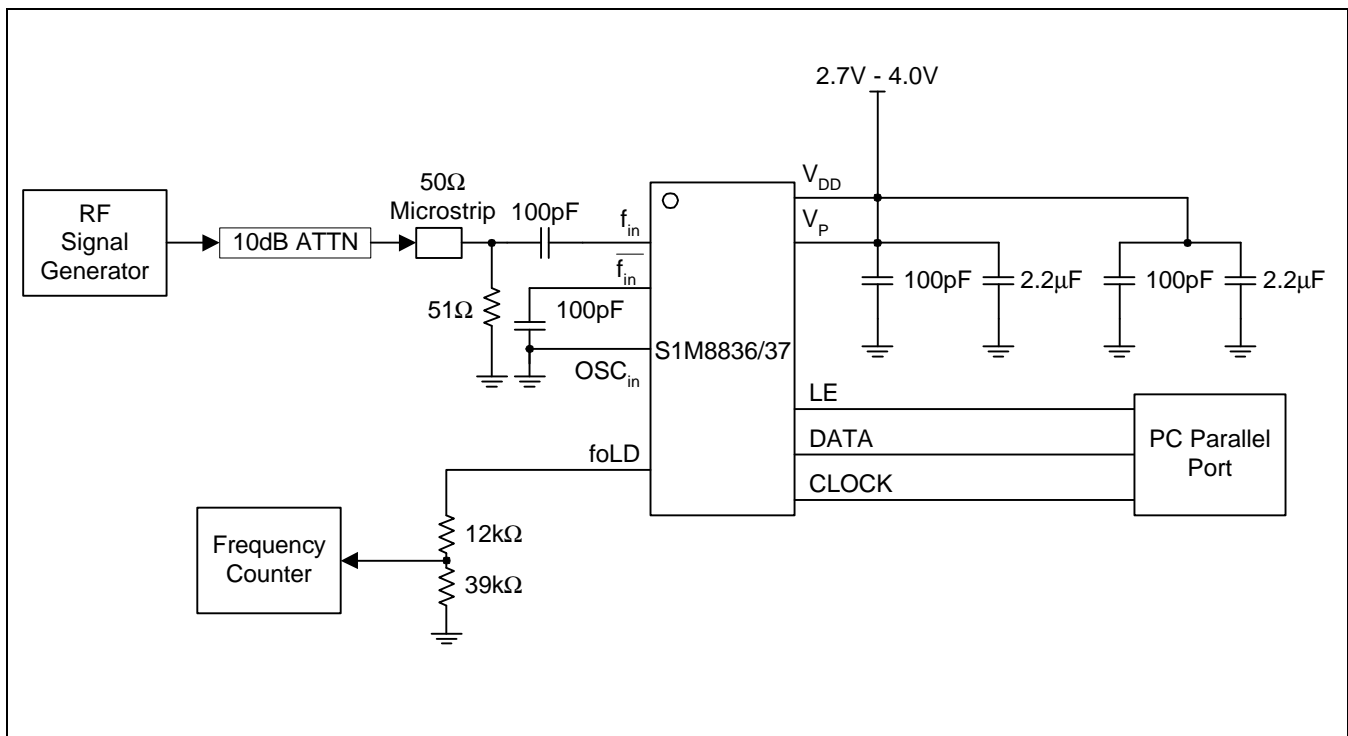 2.7V - 4.0V
RF
Signal
Generator
10dB ATTN
50Ω
Microstrip
51Ω
100pF
100pF
f_in
f_in
OSC_in
foLD
S1M8836/37
V_DD
V_P
100pF
2.2μF
100pF
2.2μF
LE
DATA
CLOCK
PC Parallel
Port
Frequency
Counter
12kΩ
39kΩ